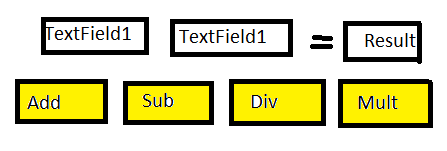 TextField1 TextField1 = Result
Add Sub Div Mult